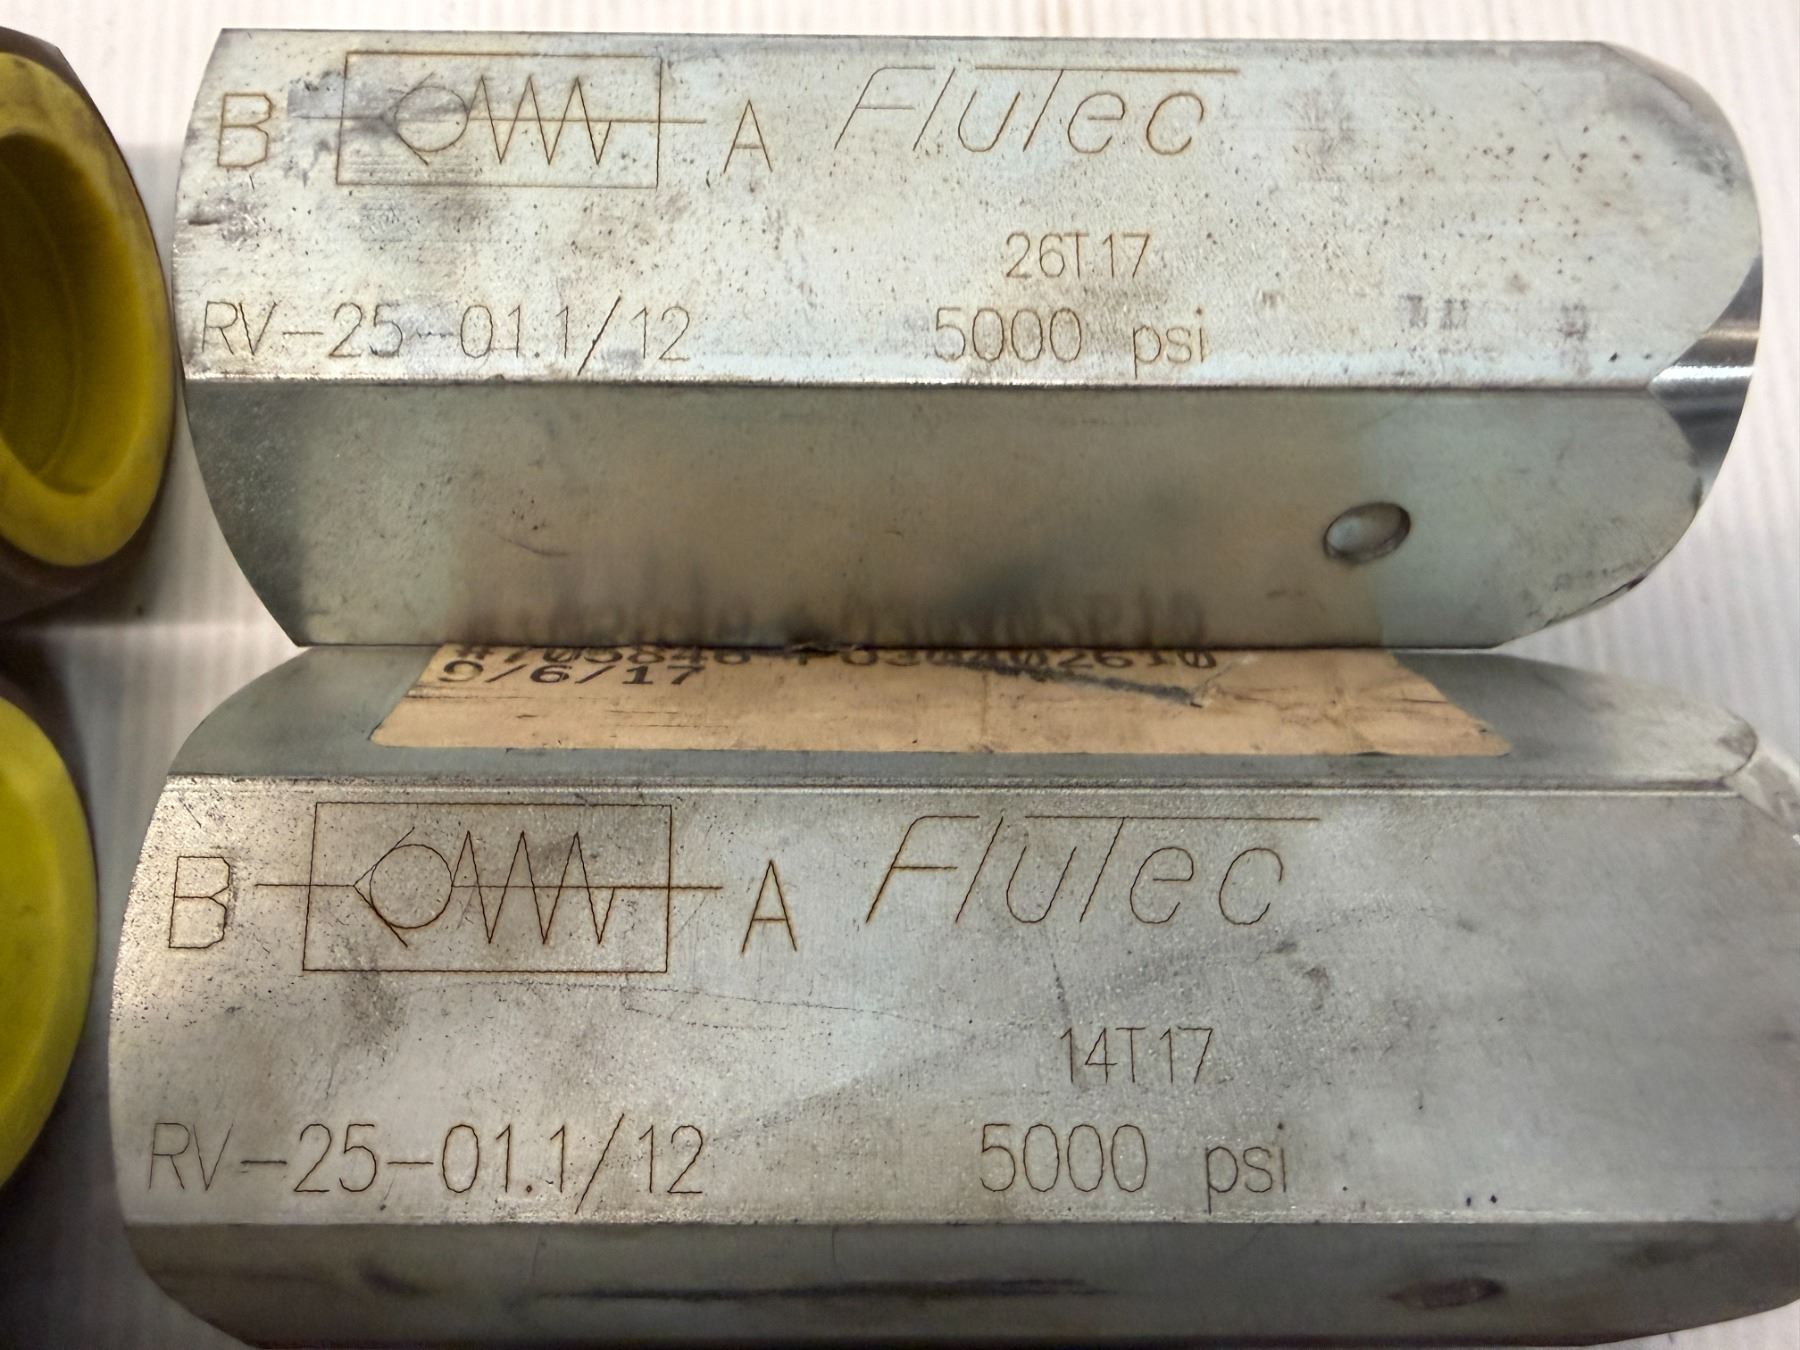 B A FluTec
26T17
RV-25-01.1/12 5000 psi
9/6/17
B A FluTec
14T17
RV-25-01.1/12 5000 psi